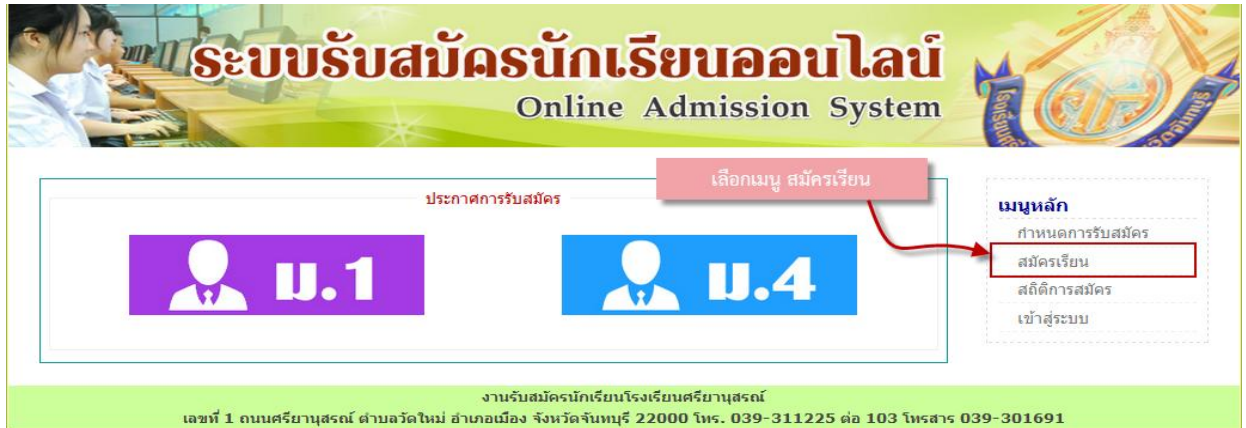 ระบบรับสมัครนักเรียนออนไลน์
Online Admission System
เลือกเมนู สมัครเรียน
ประกาศการรับสมัคร
ม.1
ม.4
เมนูหลัก
กำหนดการรับสมัคร
สมัครเรียน
สถิติการสมัคร
เข้าสู่ระบบ
งานรับสมัครนักเรียนโรงเรียนศรียานุสรณ์
เลขที่ 1 ถนนศรียานุสรณ์ ตำบลวัดใหม่ อำเภอเมือง จังหวัดจันทบุรี 22000 โทร. 039-311225 ต่อ 103 โทรสาร 039-301691